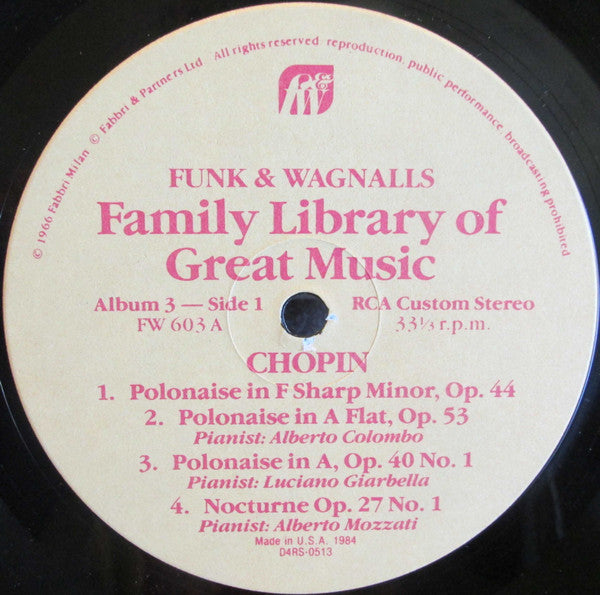 © 1966 Fabbri Milan © Fabbri & Partners Ltd All rights reserved reproduction, public performance, broadcasting prohibited
f&w
FUNK & WAGNALLS
Family Library of
Great Music
Album 3 — Side 1 RCA Custom Stereo
FW 603 A 33⅓ r.p.m.
CHOPIN
1. Polonaise in F Sharp Minor, Op. 44
2. Polonaise in A Flat, Op. 53
Pianist: Alberto Colombo
3. Polonaise in A, Op. 40 No. 1
Pianist: Luciano Giarbella
4. Nocturne Op. 27 No. 1
Pianist: Alberto Mozzati
Made in U.S.A. 1984
D4RS-0513